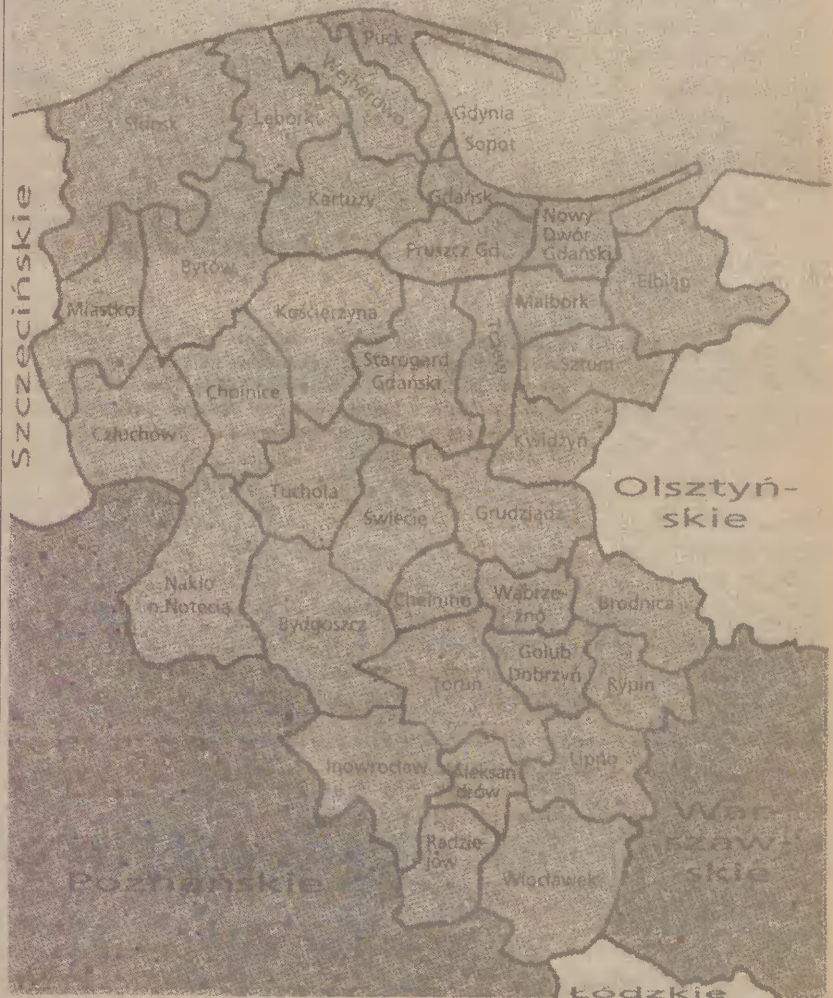 Puck
Wejherowo
Słupsk
Lębork
Gdynia
Sopot
Kartuzy
Gdańsk
Nowy
Dwór
Gdański
Pruszcz Gd.
Elbląg
Bytów
Miastko
Kościerzyna
Malbork
Tczew
Starogard
Gdański
Sztum
Chojnice
Człuchów
Kwidzyń
Szczecińskie
Olsztyń-
skie
Tuchola
Świecie
Grudziądz
Nakło
n.Notecią
Bydgoszcz
Chełmno
Wąbrze-
źno
Brodnica
Golub
Dobrzyń
Toruń
Rypin
Inowrocław
Aleksan
drów
Lipno
Radzie-
jów
Włocławek
Poznańskie
War-
szaw-
skie
Łódzkie